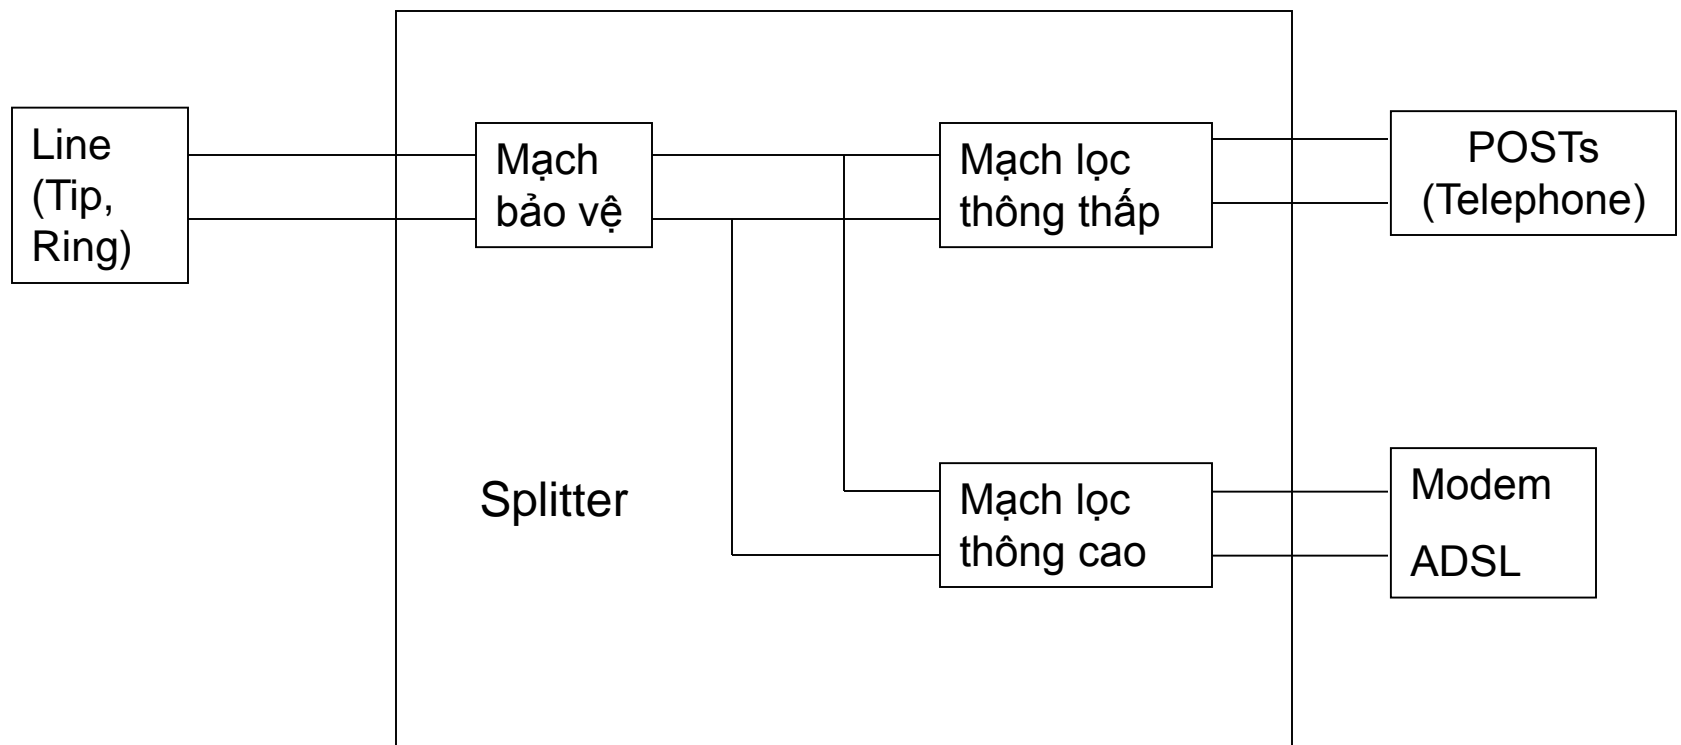 Line
(Tip,
Ring)
Mạch
bảo vệ
Mạch lọc
thông thấp
POSTs
(Telephone)
Splitter
Mạch lọc
thông cao
Modem
ADSL